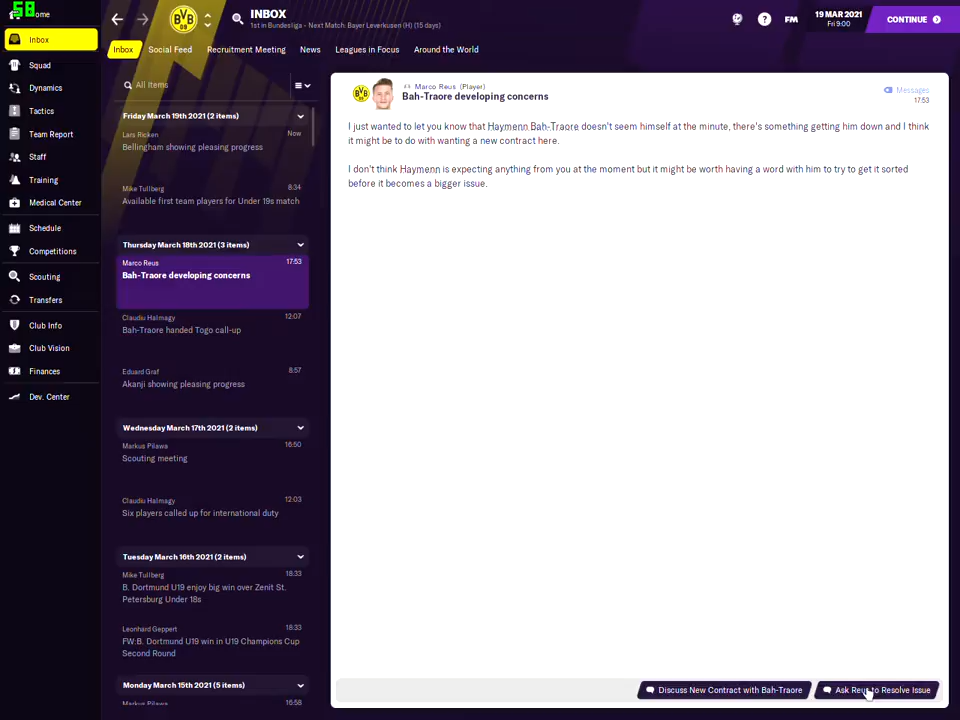 58
ome
INBOX
1st in Bundesliga - Next Match: Bayer Leverkusen (H) (15 days)
FM
19 MAR 2021
Fri 9:00
CONTINUE
Inbox
Squad
Dynamics
Tactics
Team Report
Staff
Training
Medical Center
Schedule
Competitions
Scouting
Transfers
Club Info
Club Vision
Finances
Dev. Center
Inbox Social Feed Recruitment Meeting News Leagues in Focus Around the World
All Items
Friday March 19th 2021 (2 items)
Lars Ricken Now
Bellingham showing pleasing progress
Mike Tullberg 8:34
Available first team players for Under 19s match
Thursday March 18th 2021 (3 items)
Marco Reus 17:53
Bah-Traore developing concerns
Claudiu Halmagy 12:07
Bah-Traore handed Togo call-up
Eduard Graf 8:57
Akanji showing pleasing progress
Wednesday March 17th 2021 (2 items)
Markus Pilawa 16:50
Scouting meeting
Claudiu Halmagy 12:03
Six players called up for international duty
Tuesday March 16th 2021 (2 items)
Mike Tullberg 18:33
B. Dortmund U19 enjoy big win over Zenit St.
Petersburg Under 18s
Leonhard Geppert 18:33
FW:B. Dortmund U19 win in U19 Champions Cup
Second Round
Monday March 15th 2021 (5 items)
Markus Pilawa 16:58
Marco Reus (Player)
Bah-Traore developing concerns
Messages
17:53
I just wanted to let you know that Haymenn Bah-Traore doesn't seem himself at the minute, there's something getting him down and I think
it might be to do with wanting a new contract here.
I don't think Haymenn is expecting anything from you at the moment but it might be worth having a word with him to try to get it sorted
before it becomes a bigger issue.
Discuss New Contract with Bah-Traore
Ask Reus to Resolve Issue
BVB
09